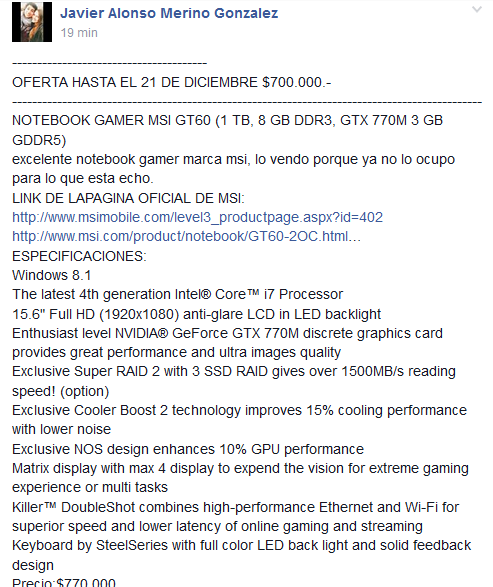 Javier Alonso Merino Gonzalez
19 min
---------------------------------------
OFERTA HASTA EL 21 DE DICIEMBRE $700.000.-
----------------------------------------------------------------------------------------------
NOTEBOOK GAMER MSI GT60 (1 TB, 8 GB DDR3, GTX 770M 3 GB
GDDR5)
excelente notebook gamer marca msi, lo vendo porque ya no lo ocupo
para lo que esta echo.
LINK DE LAPAGINA OFICIAL DE MSI:
http://www.msimobile.com/level3_productpage.aspx?id=402
http://www.msi.com/product/notebook/GT60-2OC.html...
ESPECIFICACIONES:
Windows 8.1
The latest 4th generation Intel® Core™ i7 Processor
15.6" Full HD (1920x1080) anti-glare LCD in LED backlight
Enthusiast level NVIDIA® GeForce GTX 770M discrete graphics card
provides great performance and ultra images quality
Exclusive Super RAID 2 with 3 SSD RAID gives over 1500MB/s reading
speed! (option)
Exclusive Cooler Boost 2 technology improves 15% cooling performance
with lower noise
Exclusive NOS design enhances 10% GPU performance
Matrix display with max 4 display to expend the vision for extreme gaming
experience or multi tasks
Killer™ DoubleShot combines high-performance Ethernet and Wi-Fi for
superior speed and lower latency of online gaming and streaming
Keyboard by SteelSeries with full color LED back light and solid feedback
design
Precio:$770.000